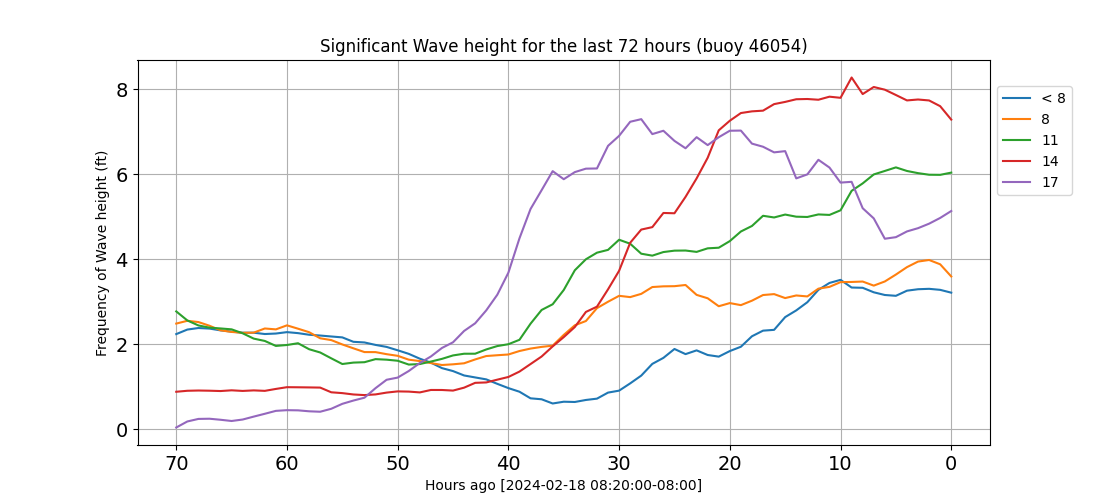 Significant Wave height for the last 72 hours (buoy 46054)
Frequency of Wave height (ft)
8
6
4
2
0
70 60 50 40 30 20 10 0
Hours ago [2024-02-18 08:20:00-08:00]
< 8
8
11
14
17